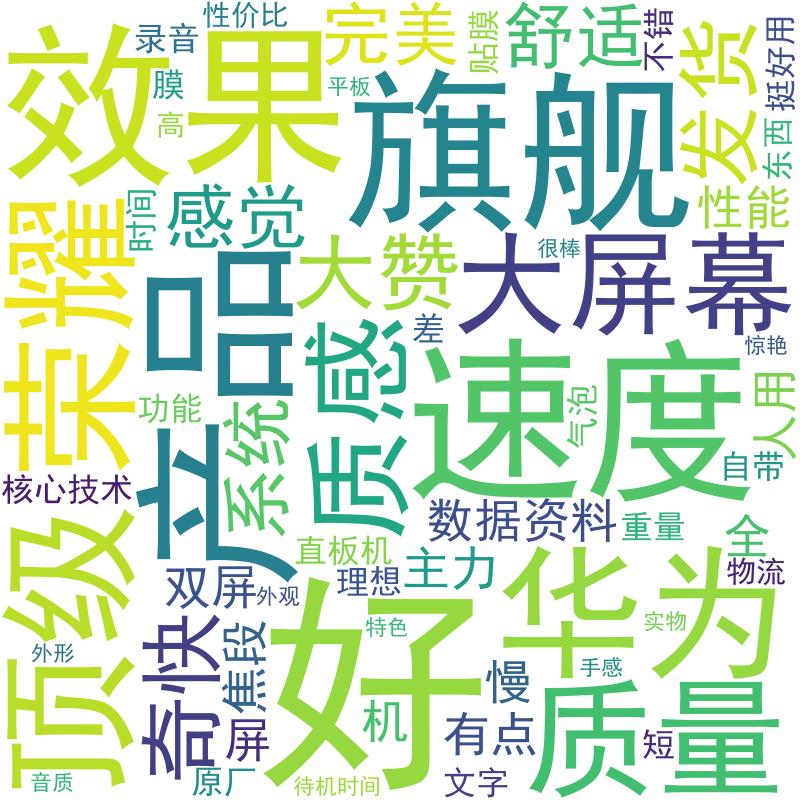 性价比
录音
完美
贴膜
舒适
不错
挺好用
发货
效果
膜
平板
高
旗舰
东西
时间
感觉
性能
荣耀
大赞
大屏幕
很棒
产品
质感
差
惊艳
速度
功能
系统
气泡
人用
核心技术
自带
数据资料
重量
全
顶级
直板机
双屏
外观
理想
主力
华为
物流
好
奇快
焦段
特色
实物
外形
手感
慢
质量
机
屏
有点
短
音质
原厂
待机时间
文字